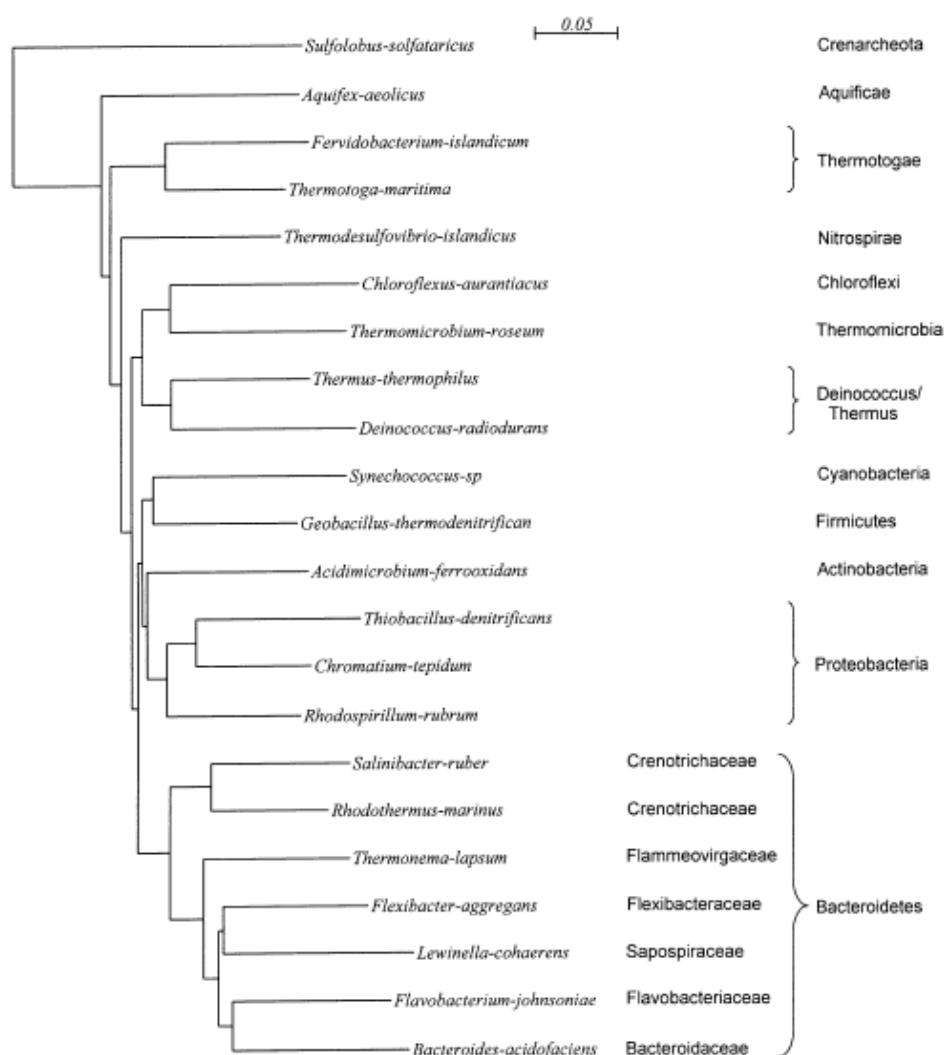 0.05
Sulfolobus-solfataricus Crenarcheota
Aquifex-aeolicus Aquificae
Fervidobacterium-islandicum
Thermotogae
Thermotoga-maritima
Thermodesulfovibrio-islandicus Nitrospirae
Chloroflexus-aurantiacus Chloroflexi
Thermomicrobium-roseum Thermomicrobia
Thermus-thermophilus
Deinococcus/
Thermus
Deinococcus-radiodurans
Synechococcus-sp Cyanobacteria
Geobacillus-thermodenitrifican Firmicutes
Acidimicrobium-ferrooxidans Actinobacteria
Thiobacillus-denitrificans
Chromatium-tepidum Proteobacteria
Rhodospirillum-rubrum
Salinibacter-ruber Crenotrichaceae
Rhodothermus-marinus Crenotrichaceae
Thermonema-lapsum Flammeovirgaceae
Flexibacter-aggregans Flexibacteraceae Bacteroidetes
Lewinella-cohaerens Sapospiraceae
Flavobacterium-johnsoniae Flavobacteriaceae
Bacteroides-acidofaciens Bacteroidaceae